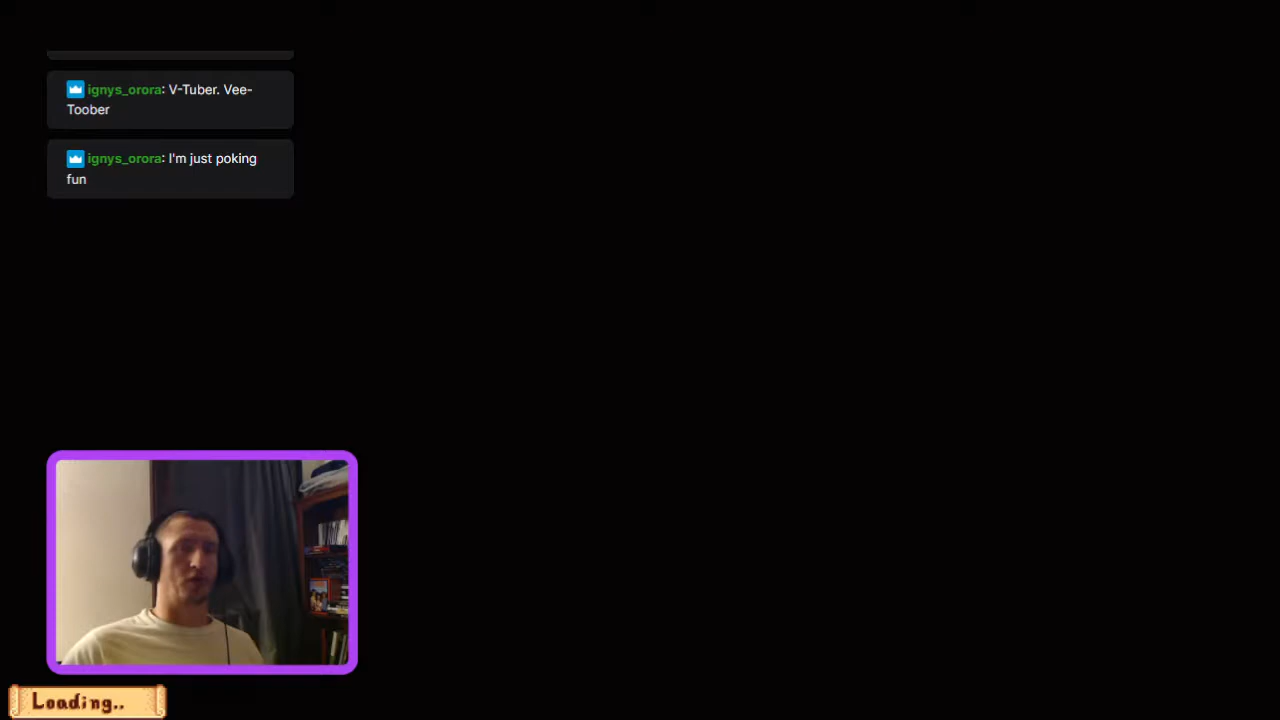 ignys_orora: V-Tuber. Vee-
Toober
ignys_orora: I'm just poking
fun
Loading..